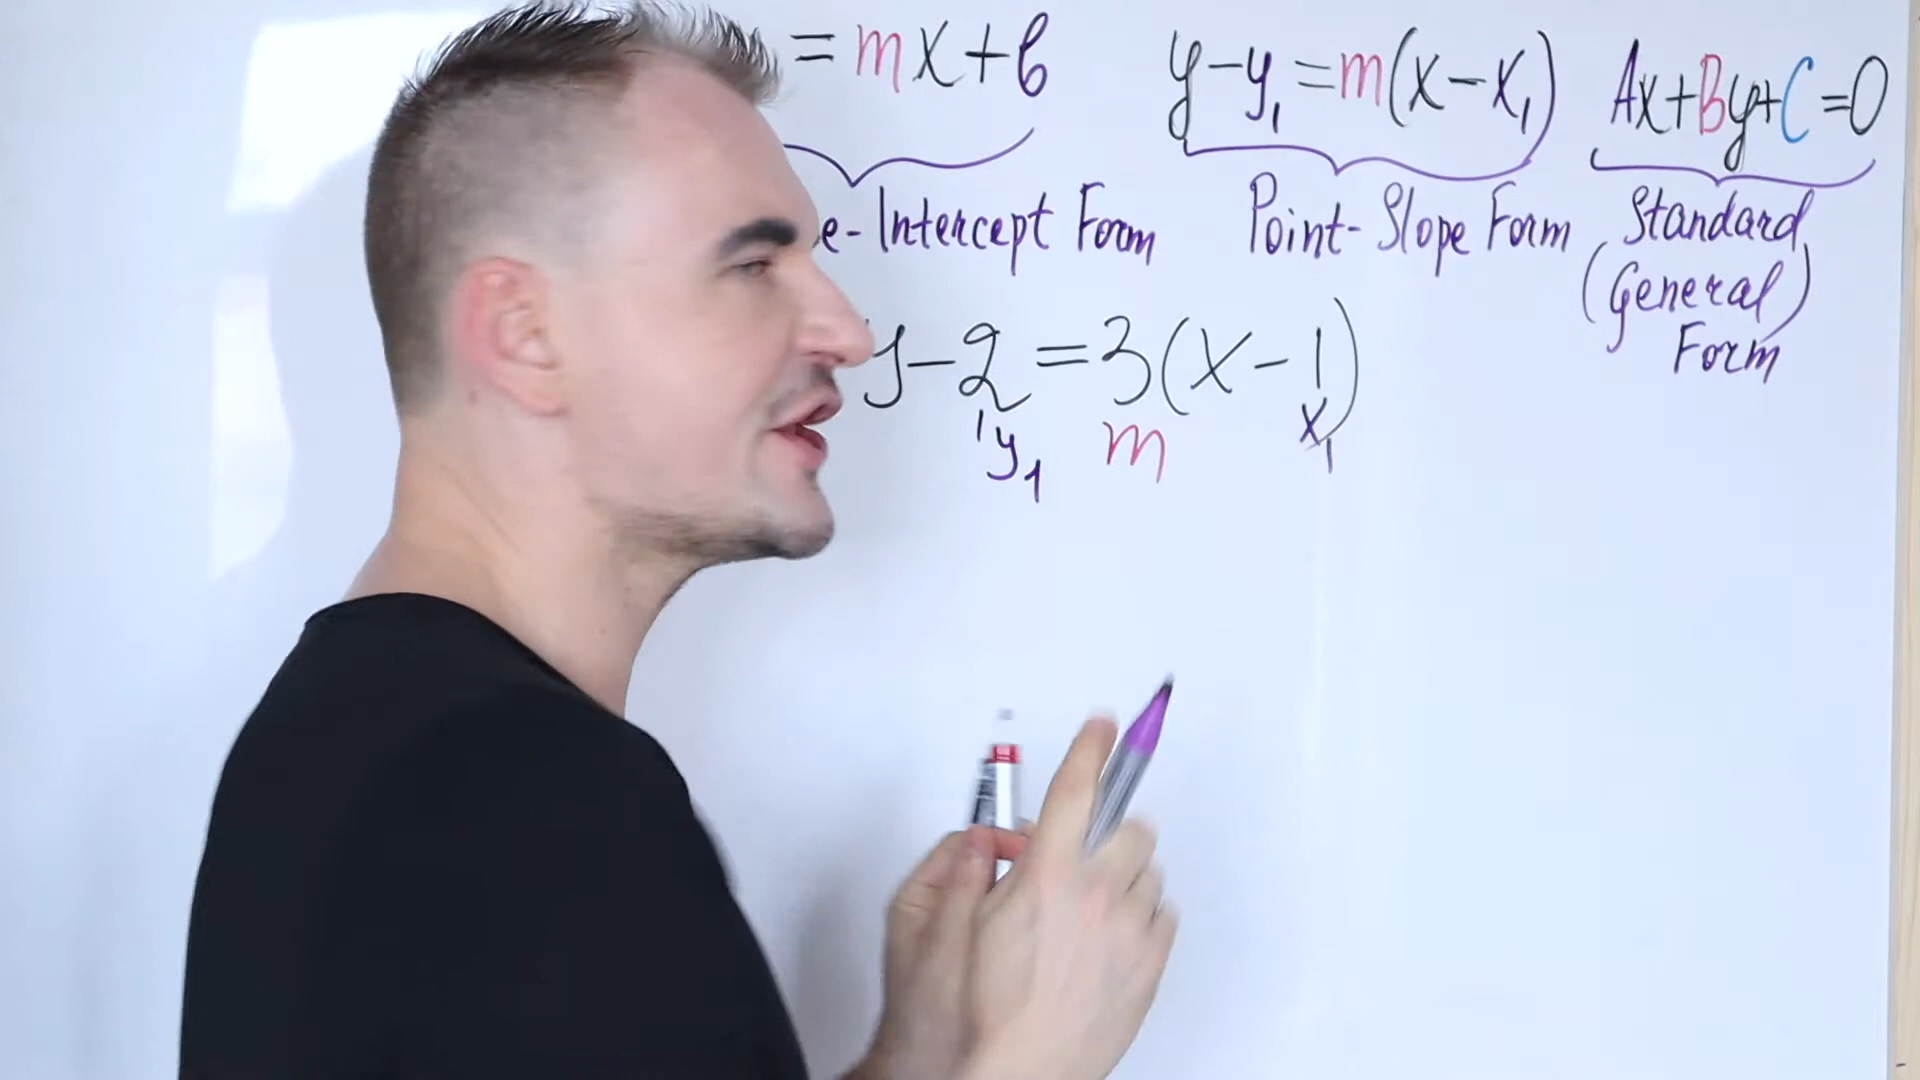 = mx+b
y-y₁=m(x-x₁)
Ax+By+C=0
e-Intercept Form
Point-Slope Form
Standard
(General)
Form
y-2=3(x-1)
y₁ m x₁